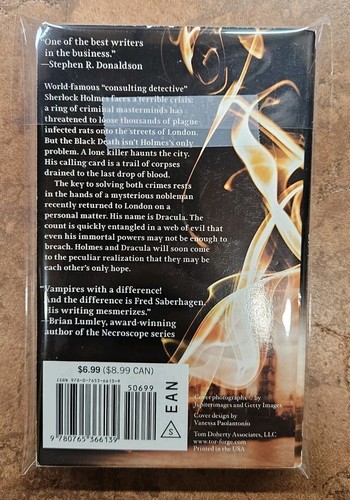 "One of the best writers
in the business."
—Stephen R. Donaldson
World-famous "consulting detective"
Sherlock Holmes faces a terrible crisis:
a ring of criminal masterminds has
threatened to loose thousands of plague
infected rats onto the streets of London.
But the Black Death isn't Holmes's only
problem. A lone killer haunts the city.
His calling card is a trail of corpses
drained to the last drop of blood.
The key to solving both crimes rests
in the hands of a mysterious nobleman
recently returned to London on a
personal matter. His name is Dracula. The
count is quickly entangled in a web of evil that
even his immortal powers may not be enough to
breach. Holmes and Dracula will soon come
to the peculiar realization that they may be
each other's only hope.
"Vampires with a difference!
And the difference is Fred Saberhagen.
His writing mesmerizes."
—Brian Lumley, award-winning
author of the Necroscope series
$6.99 ($8.99 CAN)
ISBN 978-0-7653-6613-9
50699
9 780765 366139
S
EAN
Cover photographs © by
Jupiterimages and Getty Images
Cover design by
Vanessa Paolantonio
Tom Doherty Associates, LLC
www.tor-forge.com
Printed in the USA